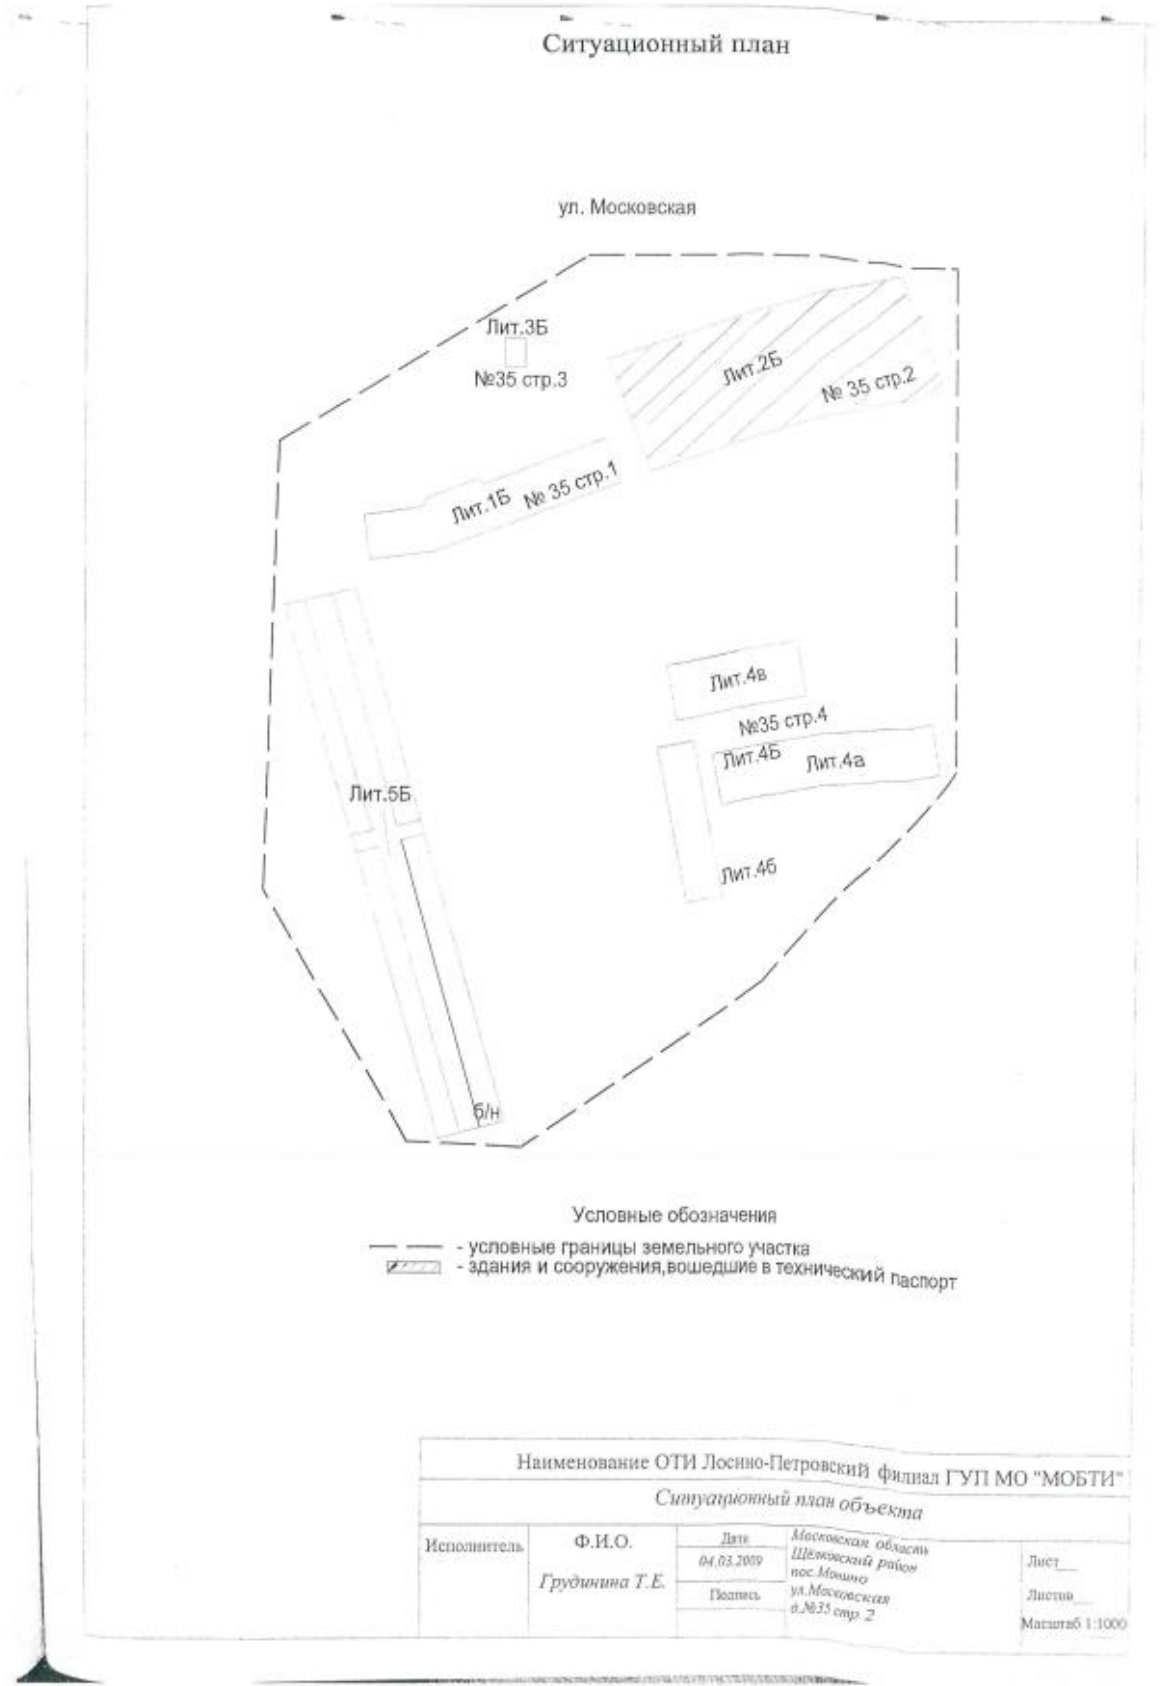 Ситуационный план
ул. Московская
Лит.3Б
№35 стр.3
Лит.2Б
№ 35 стр.2
Лит.1Б
№ 35 стр.1
Лит.4в
№35 стр.4
Лит.4Б
Лит.4а
Лит.5Б
Лит.4б
б/н
Условные обозначения
- условные границы земельного участка
- здания и сооружения,вошедшие в технический паспорт
Наименование ОТИ Лосино-Петровский филиал ГУП МО "МОБТИ"
Ситуационный план объекта
Исполнитель
Ф.И.О.
Грудинина Т.Е.
Дата
04.03.2009
Подпись
Московская область
Щёлковский район
пос.Монино
ул.Московская
д.№35 стр. 2
Лист__
Листов__
Масштаб 1:1000